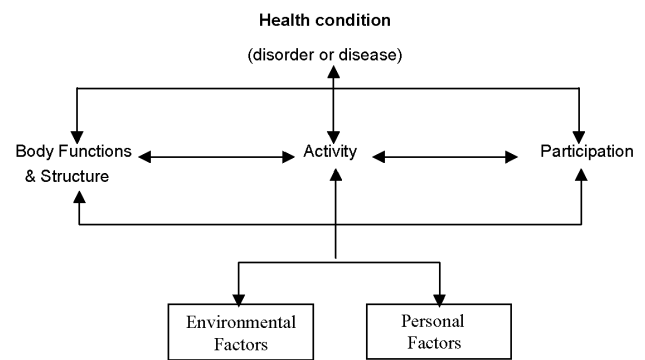 Health condition
(disorder or disease)
Body Functions
& Structure
Activity
Participation
Environmental
Factors
Personal
Factors